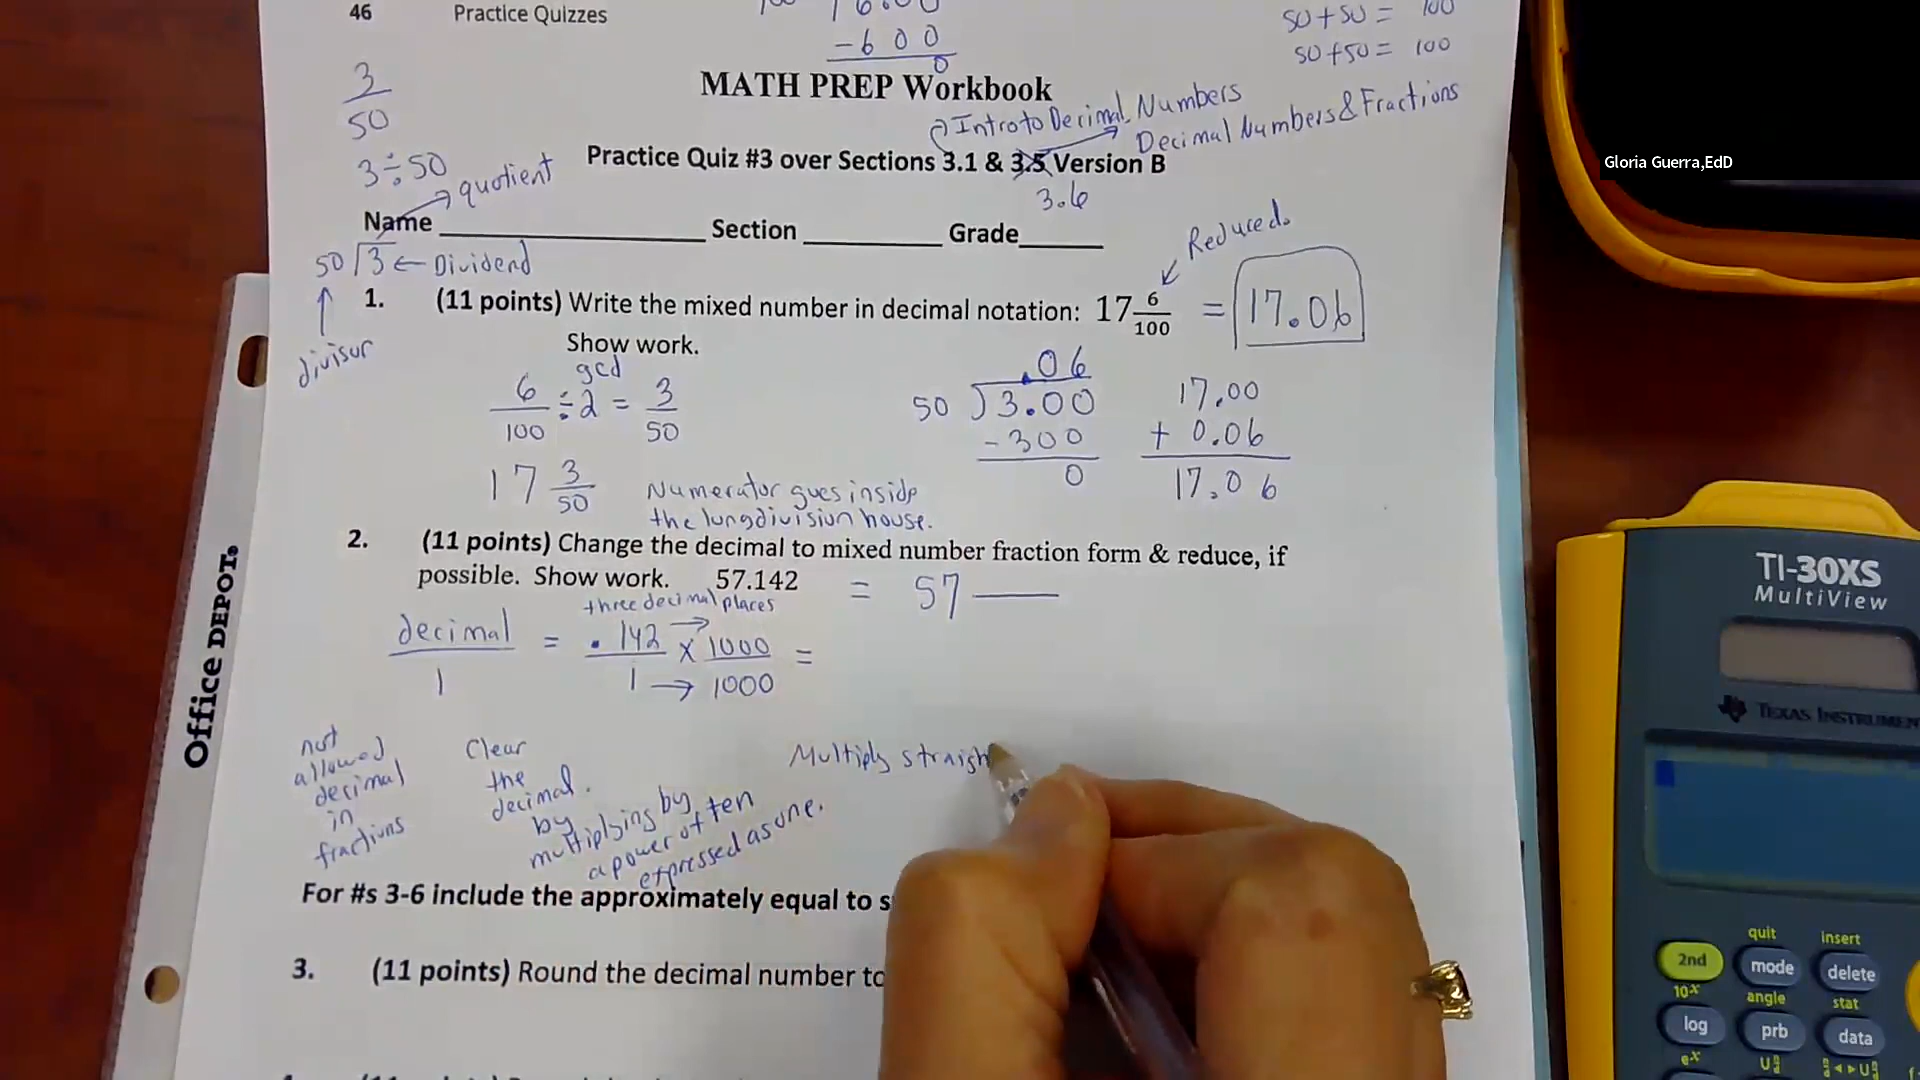 46 Practice Quizzes
6.00
-600
0
50+50= 100
50+50= 100
3
50
3÷50
quotient
MATH PREP Workbook
Intro to Decimal Numbers
Decimal Numbers & Fractions
Practice Quiz #3 over Sections 3.1 & 3.5 Version B
3.6
Name Section Grade
Reduced.
50 3 ← Dividend
divisor
1. (11 points) Write the mixed number in decimal notation: 17 6/100 = 17.06
Show work.
gcd
6/100 ÷ 2 = 3/50
17 3/50
Numerator goes inside
the long division house.
.06
50 3.00
-300
0
17.00
+ 0.06
17.06
2. (11 points) Change the decimal to mixed number fraction form & reduce, if
possible. Show work. 57.142 = 57
three decimal places
decimal/1 = .142/1 → x 1000/1000 =
not
allowed
decimal
in
fractions
Clear
the
decimal.
by
multiplying by
a power of ten
expressed as one.
Multiply straigh
For #s 3-6 include the approximately equal to s
3. (11 points) Round the decimal number to
Office DEPOT
Gloria Guerra,EdD
TI-30XS
MultiView
TEXAS INSTRUMEN
quit insert
2nd mode delete
10ˣ angle stat
log prb data
eˣ